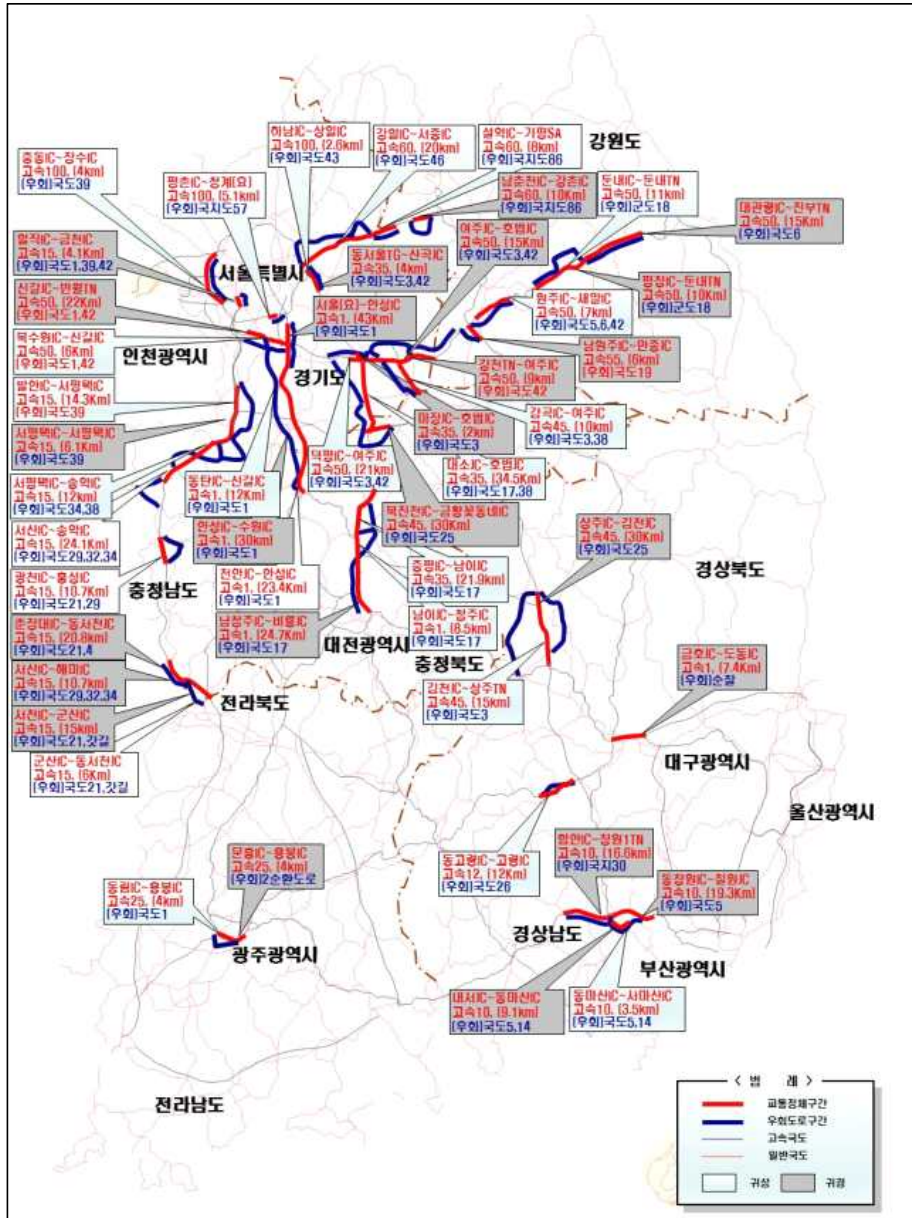 하남IC~상일IC
고속100, (2.6km)
(우회)국도43
강일IC~서종IC
고속60, (20km)
(우회)국도46
설악IC~가평SA
고속60, (8km)
(우회)국지도86
강원도
중동IC~장수IC
고속100, (4km)
(우회)국도39
평촌IC~청계(요)
고속100, (5.1km)
(우회)국지도57
남춘천IC~강촌IC
고속60, (10Km)
(우회)국지도86
둔내IC~둔내TN
고속50, (11km)
(우회)군도18
대관령IC~진부TN
고속50, (15Km)
(우회)국도6
여주IC~호법IC
고속50, (15Km)
(우회)국도3,42
일직IC~금천IC
고속15, (4.1Km)
(우회)국도1,39,42
서울특별시
동서울TG~산곡IC
고속35, (4km)
(우회)국도3,42
신갈IC~반월TN
고속50, (22Km)
(우회)국도1,42
서울(요)~안성IC
고속1, (43Km)
(우회)국도1
원주IC~새말IC
고속50, (7km)
(우회)국도5,6,42
평창IC~둔내TN
고속50, (10Km)
(우회)군도18
북수원IC~신갈IC
고속50, (6Km)
(우회)국도1,42
인천광역시
경기도
남원주IC~만종IC
고속55, (6km)
(우회)국도19
발안IC~서평택IC
고속15, (14.3Km)
(우회)국도39
고속50, (9km)
(우회)국도42
감곡IC~여주IC
고속45, (10km)
(우회)국도3,38
마장IC~호법IC
고속35, (2km)
(우회)국도3
서평택IC~서평택IC
고속15, (6.1Km)
(우회)국도39
덕평IC~여주IC
고속50, (21km)
(우회)국도3,42
대소IC~호법IC
고속35, (34.5Km)
(우회)국도17,38
서평택IC~송악IC
고속15, (12km)
(우회)국도34,38
동탄IC~신갈IC
고속1, (12Km)
(우회)국도1
북진천IC~금왕꽃동네IC
고속45, (30Km)
(우회)국도25
서산IC~송악IC
고속15, (24.1Km)
(우회)국도29,32,34
안성IC~수원IC
고속1, (30km)
(우회)국도1
상주IC~김천IC
고속45, (30Km)
(우회)국도25
증평IC~남이IC
고속35, (21.9km)
(우회)국도17
경상북도
광천IC~홍성IC
고속15, (10.7Km)
(우회)국도21,29
충청남도
천안IC~안성IC
고속1, (23.4Km)
(우회)국도1
남청주IC~비룡IC
고속1, (24.7Km)
(우회)국도17
대전광역시
남이IC~청주IC
고속1, (8.5km)
(우회)국도17
충청북도
춘장대IC~동서천IC
고속15, (20.8km)
(우회)국도21,4
금호IC~도동IC
고속1, (7.4Km)
(우회)순찰
서산IC~해미IC
고속15, (10.7km)
(우회)국도29,32,34
김천IC~상주TN
고속45, (15km)
(우회)국도3
전라북도
서천IC~군산IC
고속15, (15km)
(우회)국도21,갓길
군산IC~동서천IC
고속15, (6Km)
(우회)국도21,갓길
대구광역시
울산광역시
문흥IC~용봉IC
고속25, (4km)
(우회)2순환도로
동고령IC~고령IC
고속12, (12Km)
(우회)국도26
함안IC~창원1TN
고속10, (16.6km)
(우회)국지30
동림IC~용봉IC
고속25, (4km)
(우회)국도1
동창원IC~칠원IC
고속10, (19.3Km)
(우회)국도5
광주광역시
경상남도
부산광역시
내서IC~동마산IC
고속10, (9.1km)
(우회)국도5,14
동마산IC~서마산IC
고속10, (3.5km)
(우회)국도5,14
전라남도
< 범 례 >
교통정체구간
우회도로구간
고속국도
일반국도
귀성
귀경